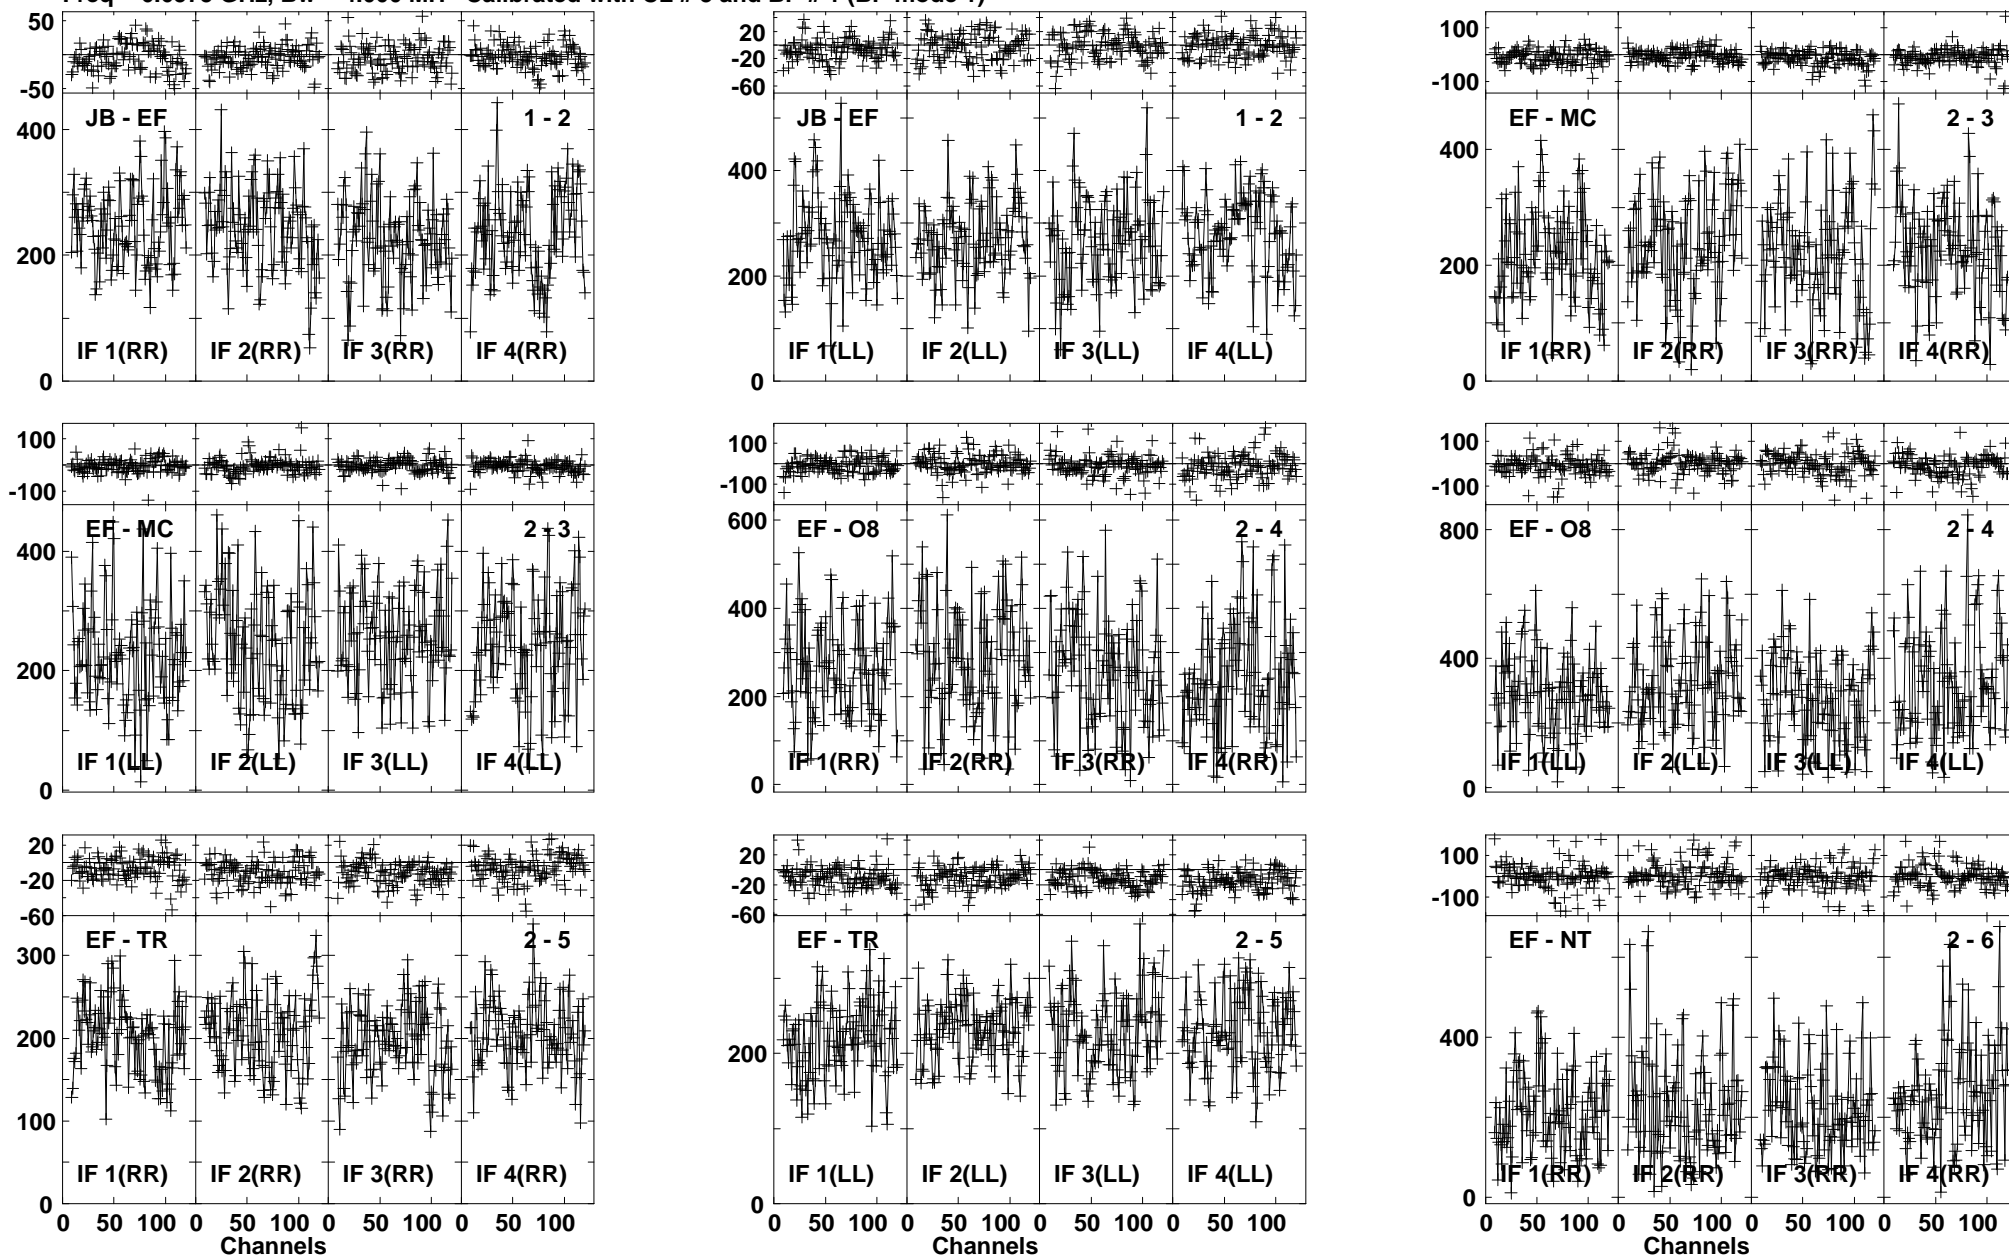 50
0
-50
JB - EF 1 - 2
400
200
0
IF 1(RR) IF 2(RR) IF 3(RR) IF 4(RR)
20
-20
-60
JB - EF 1 - 2
400
200
0
IF 1(LL) IF 2(LL) IF 3(LL) IF 4(LL)
100
0
-100
EF - MC 2 - 3
400
200
0
IF 1(RR) IF 2(RR) IF 3(RR) IF 4(RR)
100
-100
EF - MC 2 - 3
400
200
0
IF 1(LL) IF 2(LL) IF 3(LL) IF 4(LL)
100
0
-100
EF - O8 2 - 4
600
400
200
0
IF 1(RR) IF 2(RR) IF 3(RR) IF 4(RR)
100
-100
EF - O8 2 - 4
800
400
0
IF 1(LL) IF 2(LL) IF 3(LL) IF 4(LL)
20
-20
-60
EF - TR 2 - 5
300
200
100
0
IF 1(RR) IF 2(RR) IF 3(RR) IF 4(RR)
0 50 100 0 50 100 0 50 100 0 50 100
Channels
20
-20
-60
EF - TR 2 - 5
200
0
IF 1(LL) IF 2(LL) IF 3(LL) IF 4(LL)
0 50 100 0 50 100 0 50 100 0 50 100
Channels
100
-100
EF - NT 2 - 6
400
0
IF 1(RR) IF 2(RR) IF 3(RR) IF 4(RR)
0 50 100 0 50 100 0 50 100 0 50 100
Channels